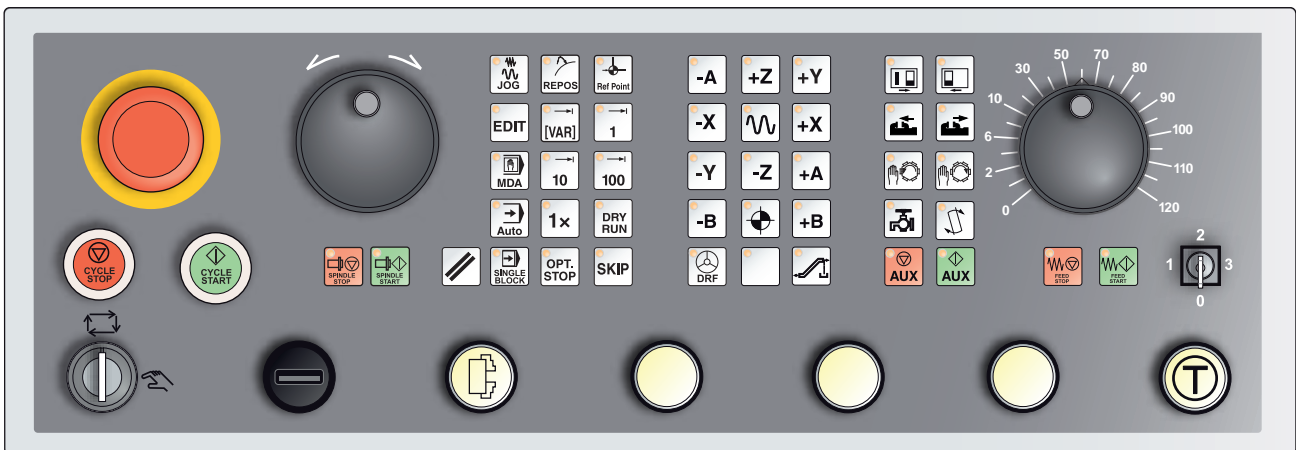 JOG
REPOS
Ref Point
-A
+Z
+Y
EDIT
[VAR]
1
-X
+X
MDA
10
100
-Y
-Z
+A
Auto
1x
DRY
RUN
-B
+B
SINGLE
BLOCK
OPT.
STOP
SKIP
DRF
AUX
AUX
0
2
6
10
30
50
70
80
90
100
110
120
CYCLE
STOP
CYCLE
START
SPINDLE
STOP
SPINDLE
START
FEED
STOP
FEED
START
2
1
3
0
T